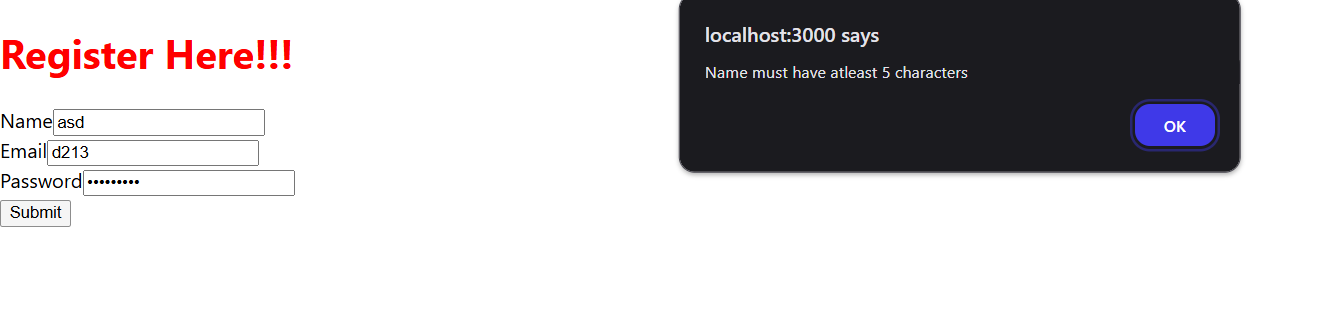 Register Here!!!
Name asd
Email d213
Password •••••••••
Submit
localhost:3000 says
Name must have atleast 5 characters
OK